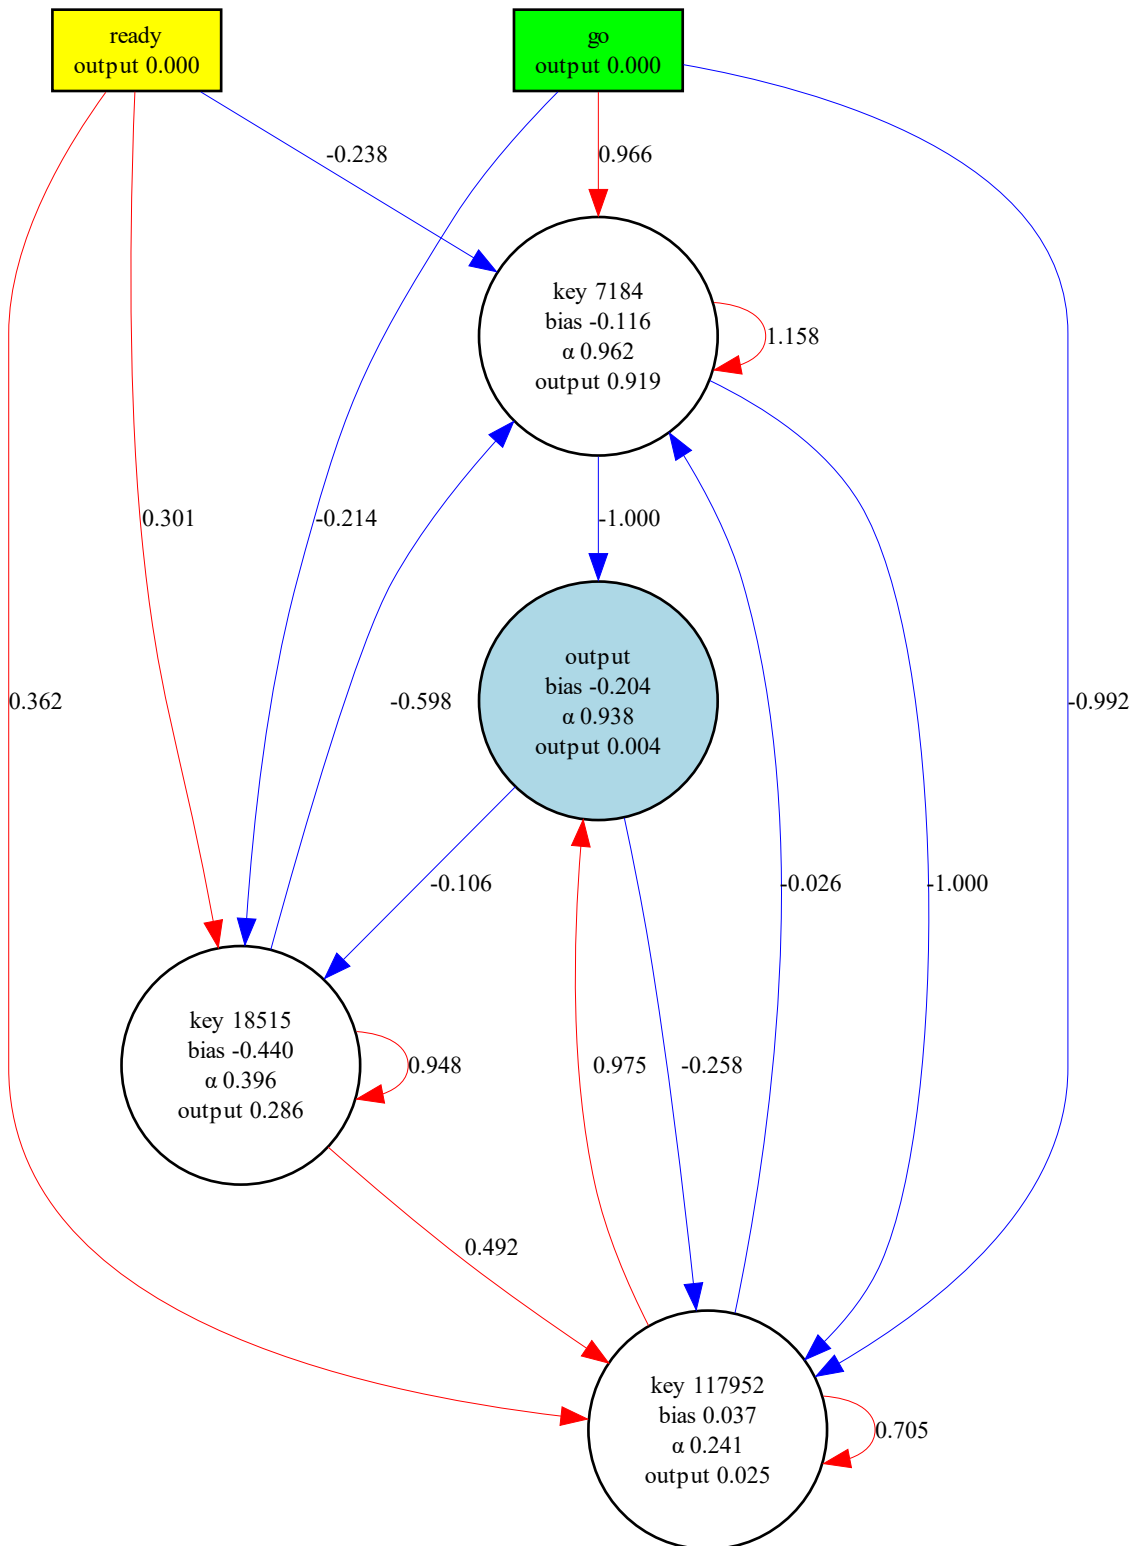 ready
output 0.000
go
output 0.000
-0.238
0.966
key 7184
bias -0.116
α 0.962
output 0.919
1.158
0.301
-0.214
-1.000
output
bias -0.204
α 0.938
output 0.004
0.362
-0.598
-0.992
-0.106
-0.026
-1.000
key 18515
bias -0.440
α 0.396
output 0.286
0.948
0.975
-0.258
0.492
key 117952
bias 0.037
α 0.241
output 0.025
0.705